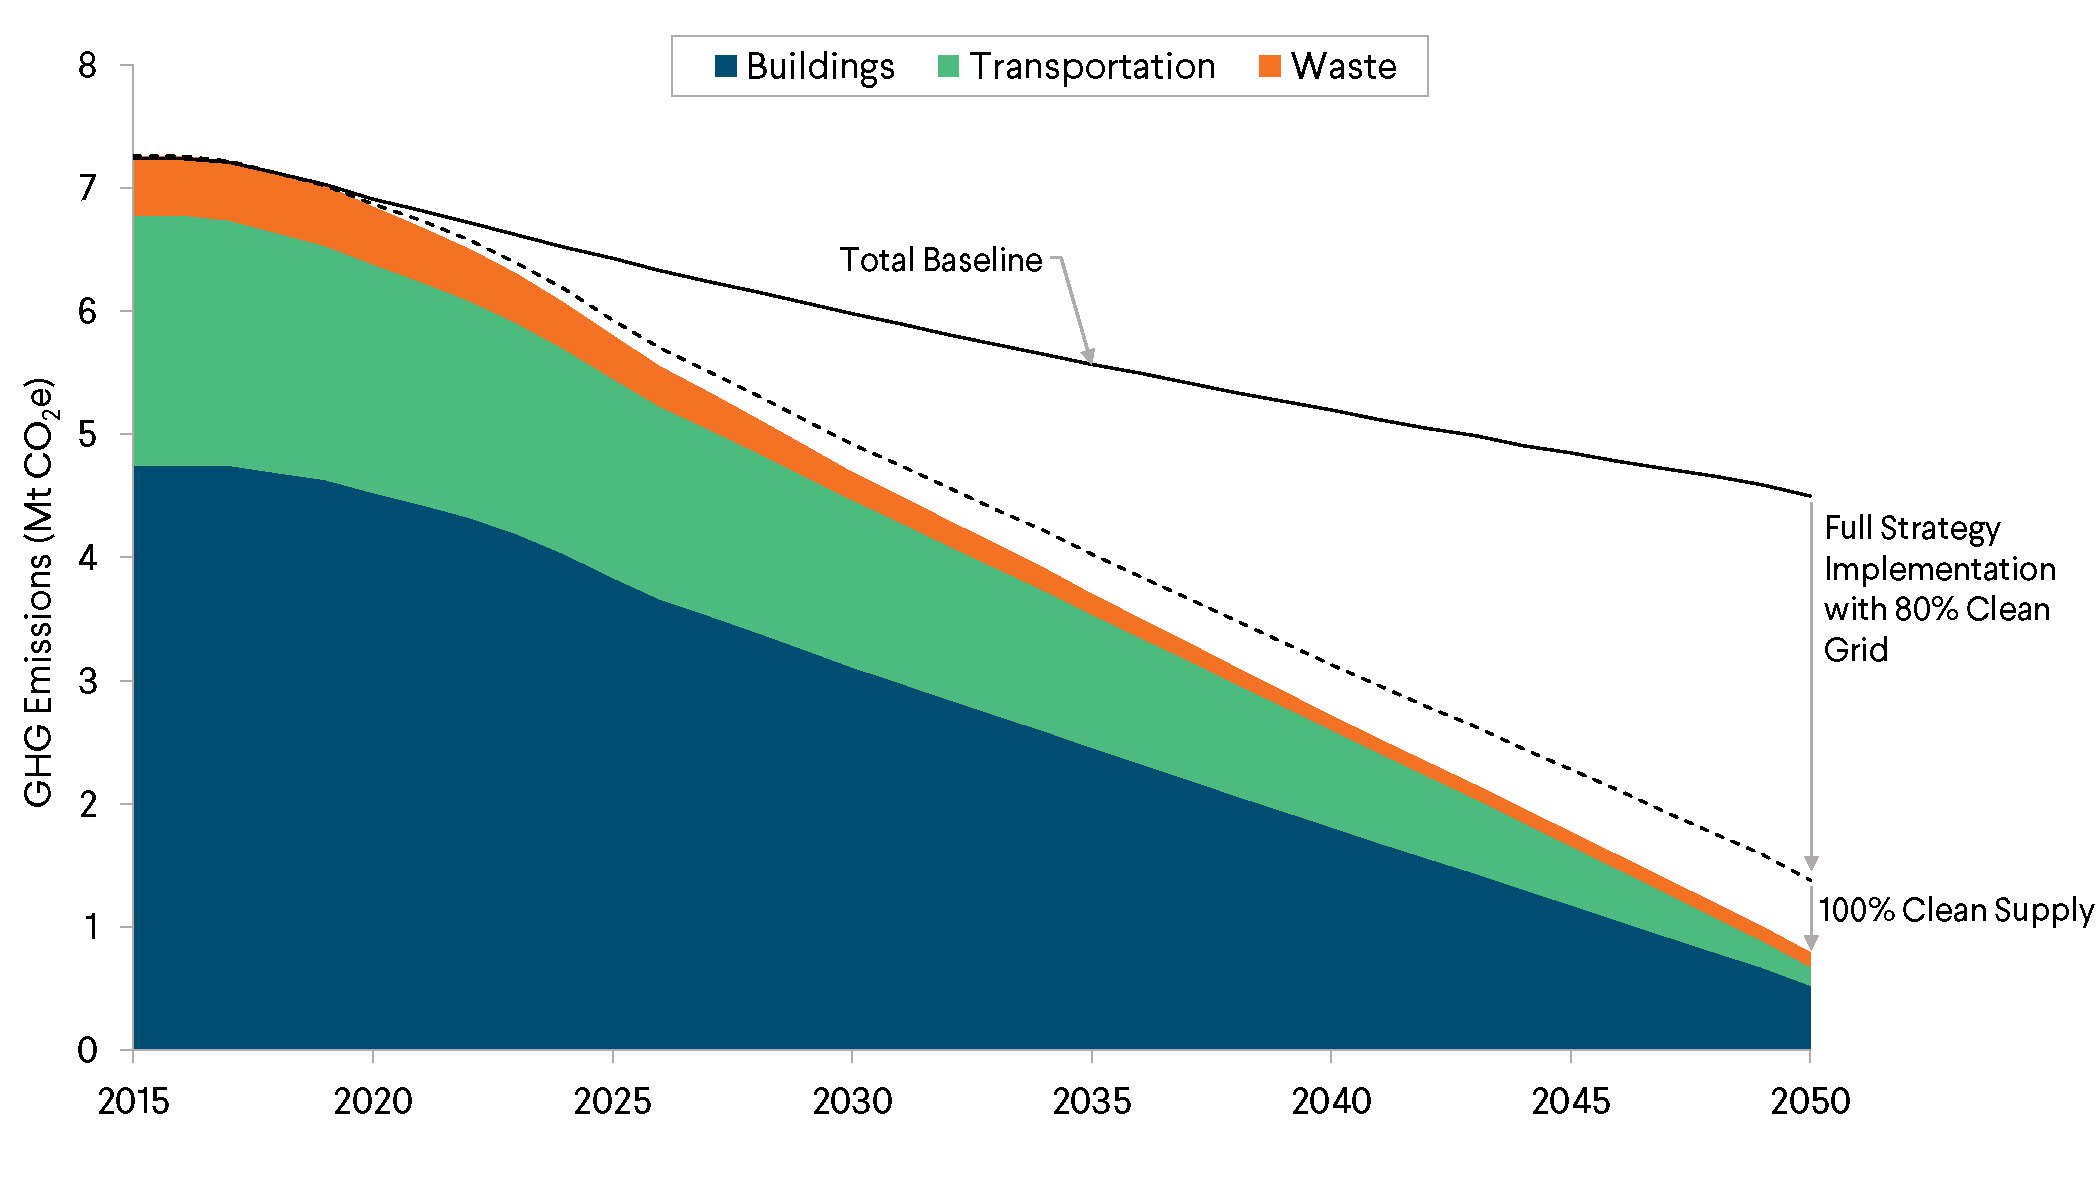 Buildings Transportation Waste
8
7
6
5
4
3
2
1
0
GHG Emissions (Mt CO₂e)
Total Baseline
Full Strategy
Implementation
with 80% Clean
Grid
100% Clean Supply
2015 2020 2025 2030 2035 2040 2045 2050